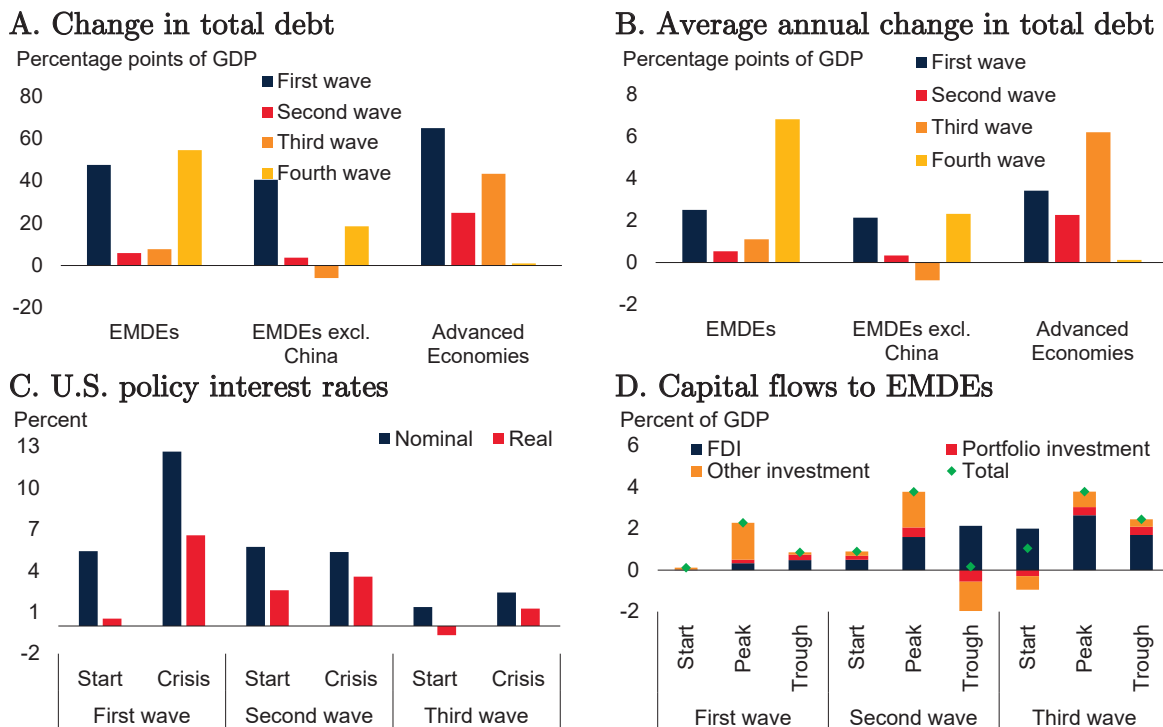 A. Change in total debt
Percentage points of GDP
First wave
Second wave
Third wave
Fourth wave
80
60
40
20
0
-20
EMDEs
EMDEs excl.
China
Advanced
Economies
B. Average annual change in total debt
Percentage points of GDP
First wave
Second wave
Third wave
Fourth wave
8
6
4
2
0
-2
EMDEs
EMDEs excl.
China
Advanced
Economies
C. U.S. policy interest rates
Percent
Nominal Real
13
10
7
4
1
-2
Start Crisis Start Crisis Start Crisis
First wave Second wave Third wave
D. Capital flows to EMDEs
Percent of GDP
FDI Portfolio investment
Other investment Total
6
4
2
0
-2
Start Peak Trough Start Peak Trough Start Peak Trough
First wave Second wave Third wave